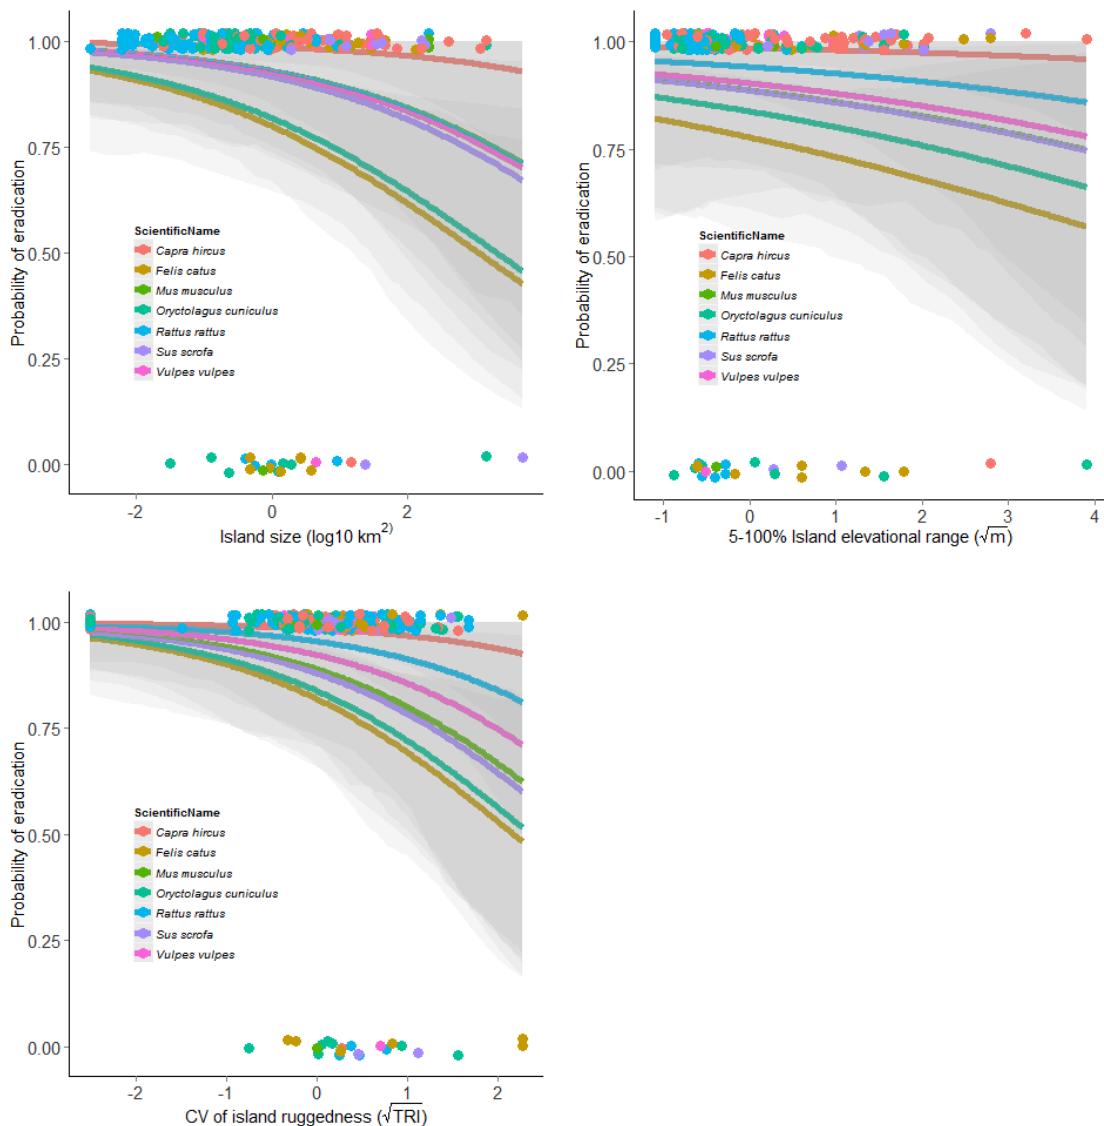 1.00
0.75
0.50
0.25
0.00
Probability of eradication
ScientificName
Capra hircus
Felis catus
Mus musculus
Oryctolagus cuniculus
Rattus rattus
Sus scrofa
Vulpes vulpes
-2 0 2
Island size (log10 km²⁾
1.00
0.75
0.50
0.25
0.00
Probability of eradication
ScientificName
Capra hircus
Felis catus
Mus musculus
Oryctolagus cuniculus
Rattus rattus
Sus scrofa
Vulpes vulpes
-1 0 1 2 3 4
5-100% Island elevational range (√m)
1.00
0.75
0.50
0.25
0.00
Probability of eradication
ScientificName
Capra hircus
Felis catus
Mus musculus
Oryctolagus cuniculus
Rattus rattus
Sus scrofa
Vulpes vulpes
-2 -1 0 1 2
CV of island ruggedness (√TRI)